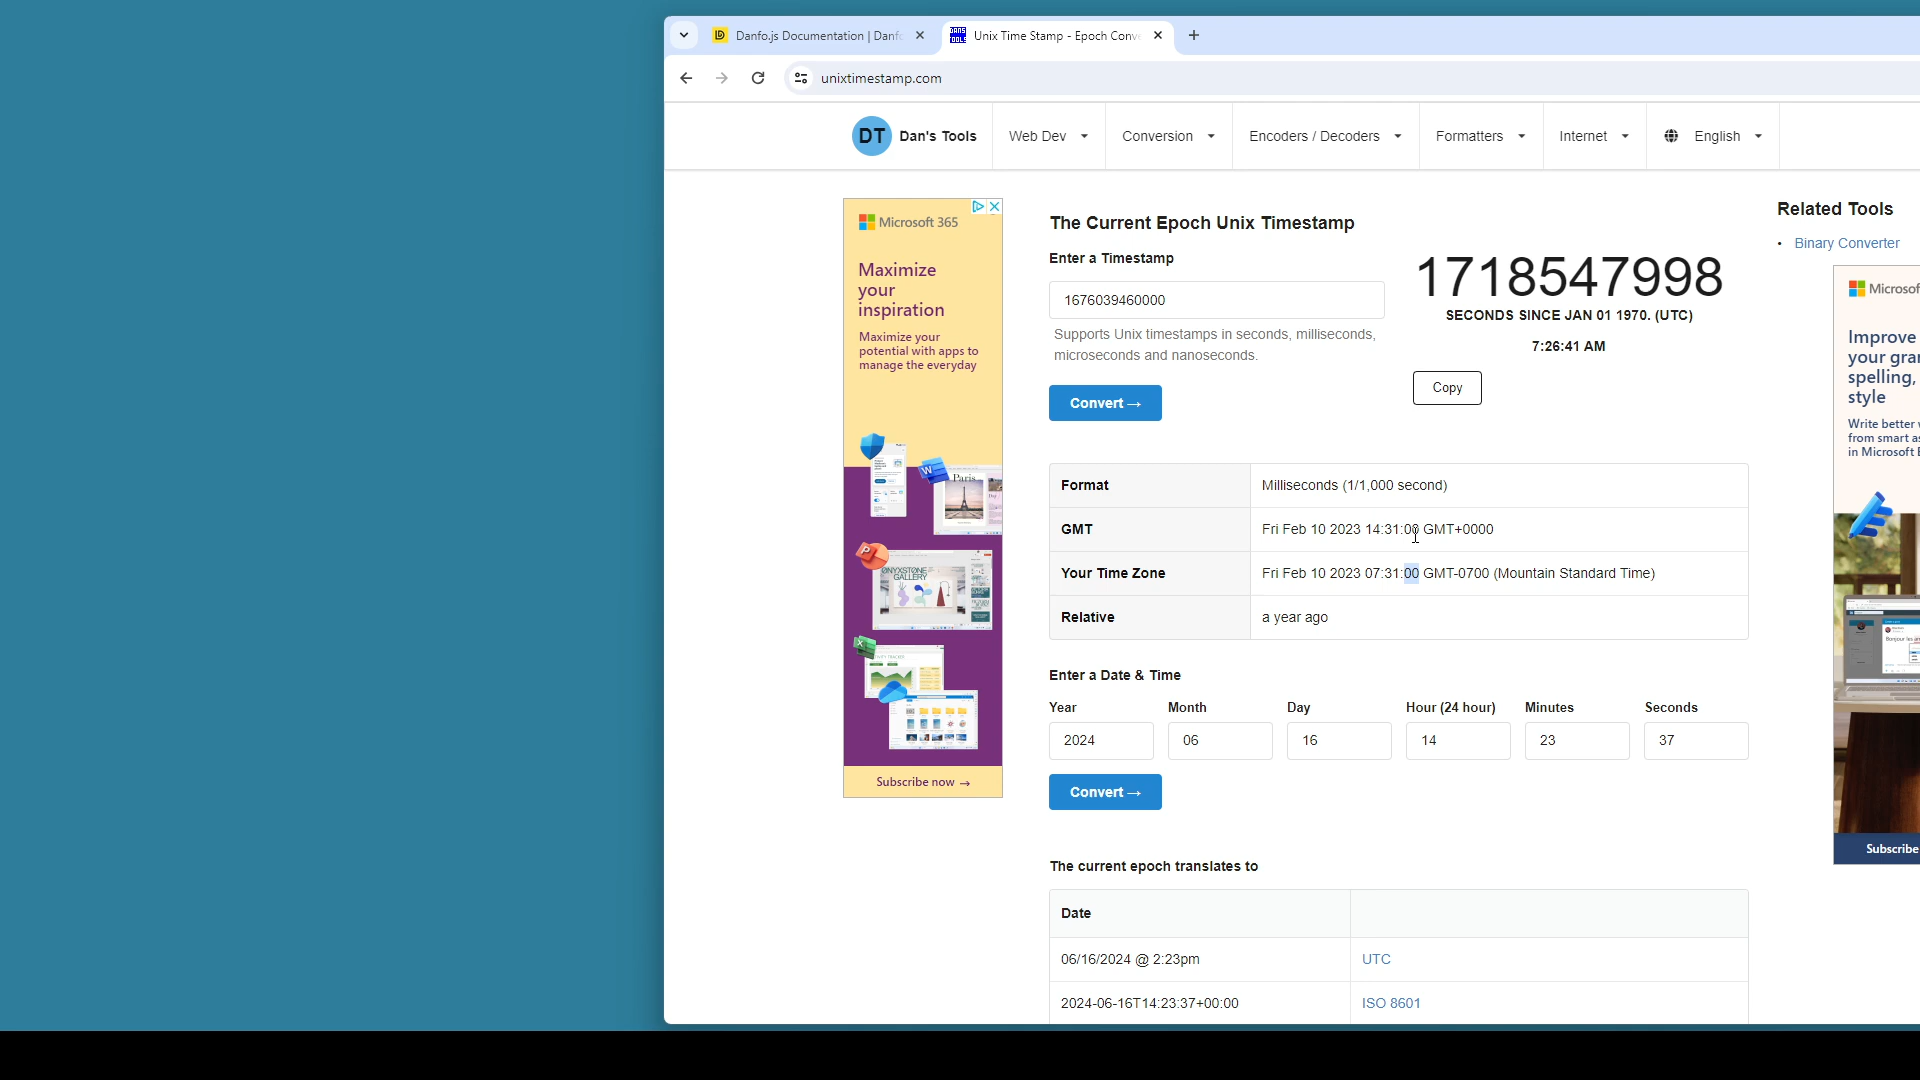 Danfo.js Documentation | Danfo
Unix Time Stamp - Epoch Conve
unixtimestamp.com
DT Dan's Tools
Web Dev
Conversion
Encoders / Decoders
Formatters
Internet
English
Microsoft 365
Maximize
your
inspiration
Maximize your
potential with apps to
manage the everyday
Paris
ONYXSTONE
GALLERY
Subscribe now →
The Current Epoch Unix Timestamp
Enter a Timestamp
1676039460000
Supports Unix timestamps in seconds, milliseconds,
microseconds and nanoseconds.
Convert →
1718547998
SECONDS SINCE JAN 01 1970. (UTC)
7:26:41 AM
Copy
Format Milliseconds (1/1,000 second)
GMT Fri Feb 10 2023 14:31:00 GMT+0000
Your Time Zone Fri Feb 10 2023 07:31:00 GMT-0700 (Mountain Standard Time)
Relative a year ago
Enter a Date & Time
Year Month Day Hour (24 hour) Minutes Seconds
2024 06 16 14 23 37
Convert →
The current epoch translates to
Date
06/16/2024 @ 2:23pm UTC
2024-06-16T14:23:37+00:00 ISO 8601
Related Tools
• Binary Converter
Microsof
Improve
your gra
spelling,
style
Write better
from smart as
in Microsoft E
Subscribe